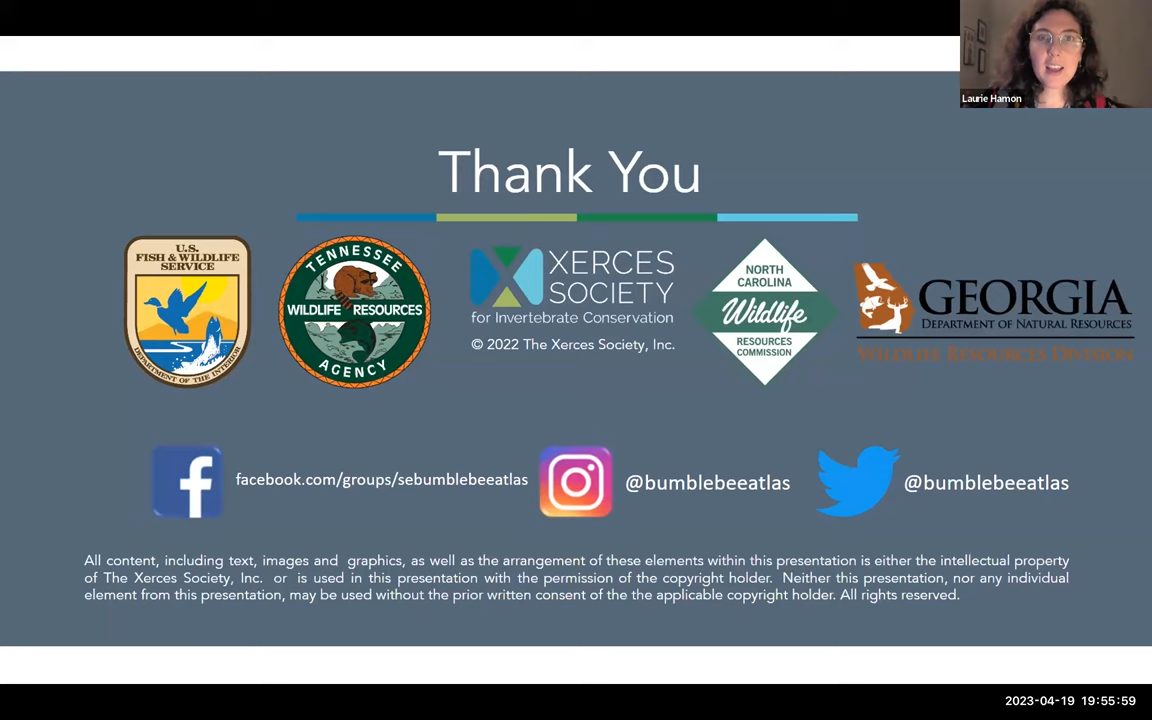 Laurie Hamon
Thank You
U.S.
FISH & WILDLIFE
SERVICE
DEPARTMENT OF THE INTERIOR
TENNESSEE
WILDLIFE RESOURCES
AGENCY
XERCES
SOCIETY
for Invertebrate Conservation
© 2022 The Xerces Society, Inc.
NORTH
CAROLINA
Wildlife
RESOURCES
COMMISSION
GEORGIA
DEPARTMENT OF NATURAL RESOURCES
WILDLIFE RESOURCES DIVISION
facebook.com/groups/sebumblebeeatlas
@bumblebeeatlas
@bumblebeeatlas
All content, including text, images and graphics, as well as the arrangement of these elements within this presentation is either the intellectual property
of The Xerces Society, Inc. or is used in this presentation with the permission of the copyright holder. Neither this presentation, nor any individual
element from this presentation, may be used without the prior written consent of the the applicable copyright holder. All rights reserved.
2023-04-19 19:55:59